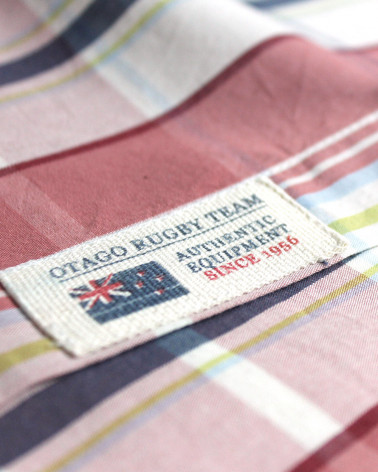 OTAGO RUGBY TEAM
AUTHENTIC
EQUIPMENT
SINCE 1956